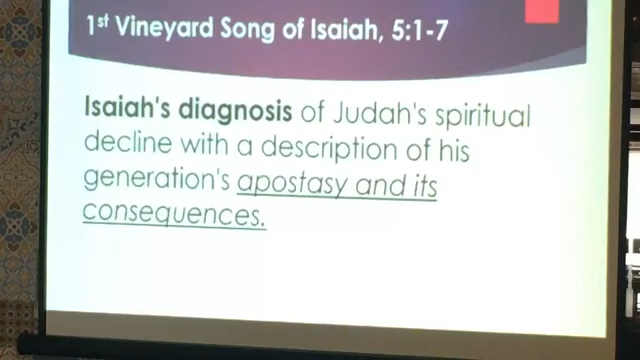 1st Vineyard Song of Isaiah, 5:1-7
Isaiah's diagnosis of Judah's spiritual
decline with a description of his
generation's apostasy and its
consequences.